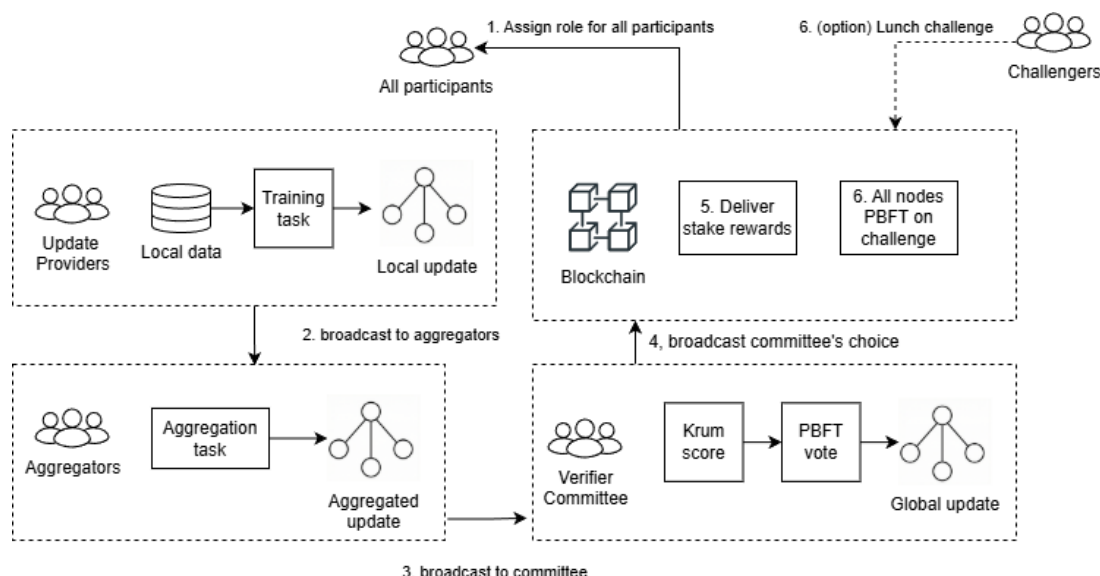 1. Assign role for all participants
6. (option) Lunch challenge
All participants
Challengers
Update
Providers
Local data
Training
task
Local update
Blockchain
5. Deliver
stake rewards
6. All nodes
PBFT on
challenge
2. broadcast to aggregators
4, broadcast committee's choice
Aggregators
Aggregation
task
Aggregated
update
Verifier
Committee
Krum
score
PBFT
vote
Global update
3. broadcast to committee